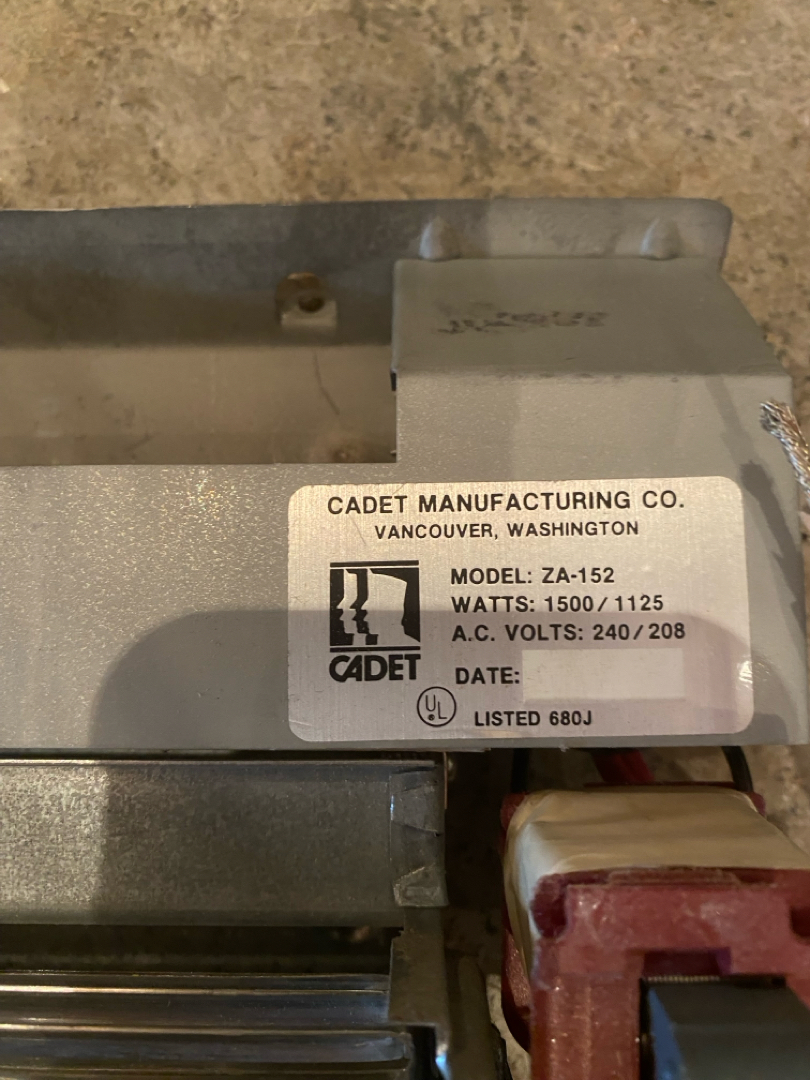 CADET MANUFACTURING CO.
VANCOUVER, WASHINGTON
MODEL: ZA-152
WATTS: 1500/1125
A.C. VOLTS: 240/208
CADET
DATE:
UL
LISTED 680J